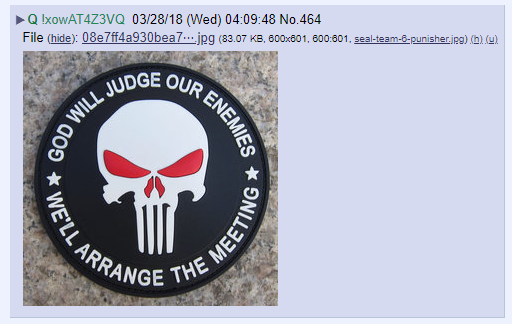 Q !xowAT4Z3VQ 03/28/18 (Wed) 04:09:48 No.464
File (hide): 08e7ff4a930bea7···.jpg (83.07 KB, 600x601, 600:601, seal-team-6-punisher.jpg) (h) (u)
GOD WILL JUDGE OUR ENEMIES
WE'LL ARRANGE THE MEETING